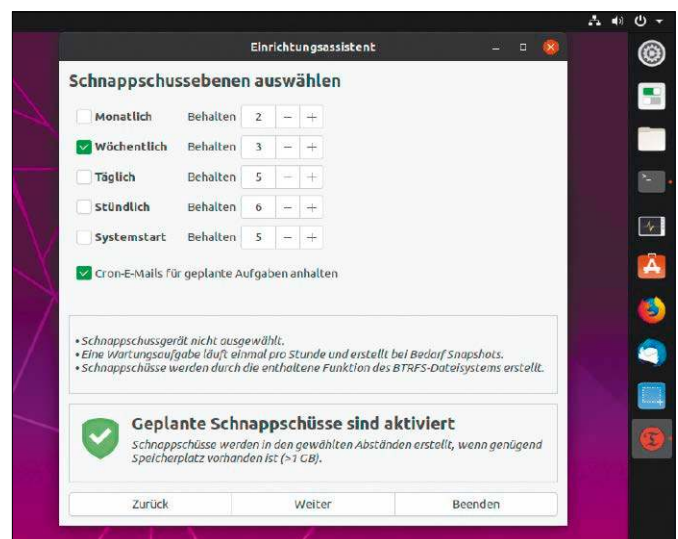 Einrichtungsassistent
Schnappschussebenen auswählen
Monatlich Behalten 2 − +
Wöchentlich Behalten 3 − +
Täglich Behalten 5 − +
Stündlich Behalten 6 − +
Systemstart Behalten 5 − +
Cron-E-Mails für geplante Aufgaben anhalten
• Schnappschussgerät nicht ausgewählt.
• Eine Wartungsaufgabe läuft einmal pro Stunde und erstellt bei Bedarf Snapshots.
• Schnappschüsse werden durch die enthaltene Funktion des BTRFS-Dateisystems erstellt.
Geplante Schnappschüsse sind aktiviert
Schnappschüsse werden in den gewählten Abständen erstellt, wenn genügend
Speicherplatz vorhanden ist (>1 GB).
Zurück Weiter Beenden